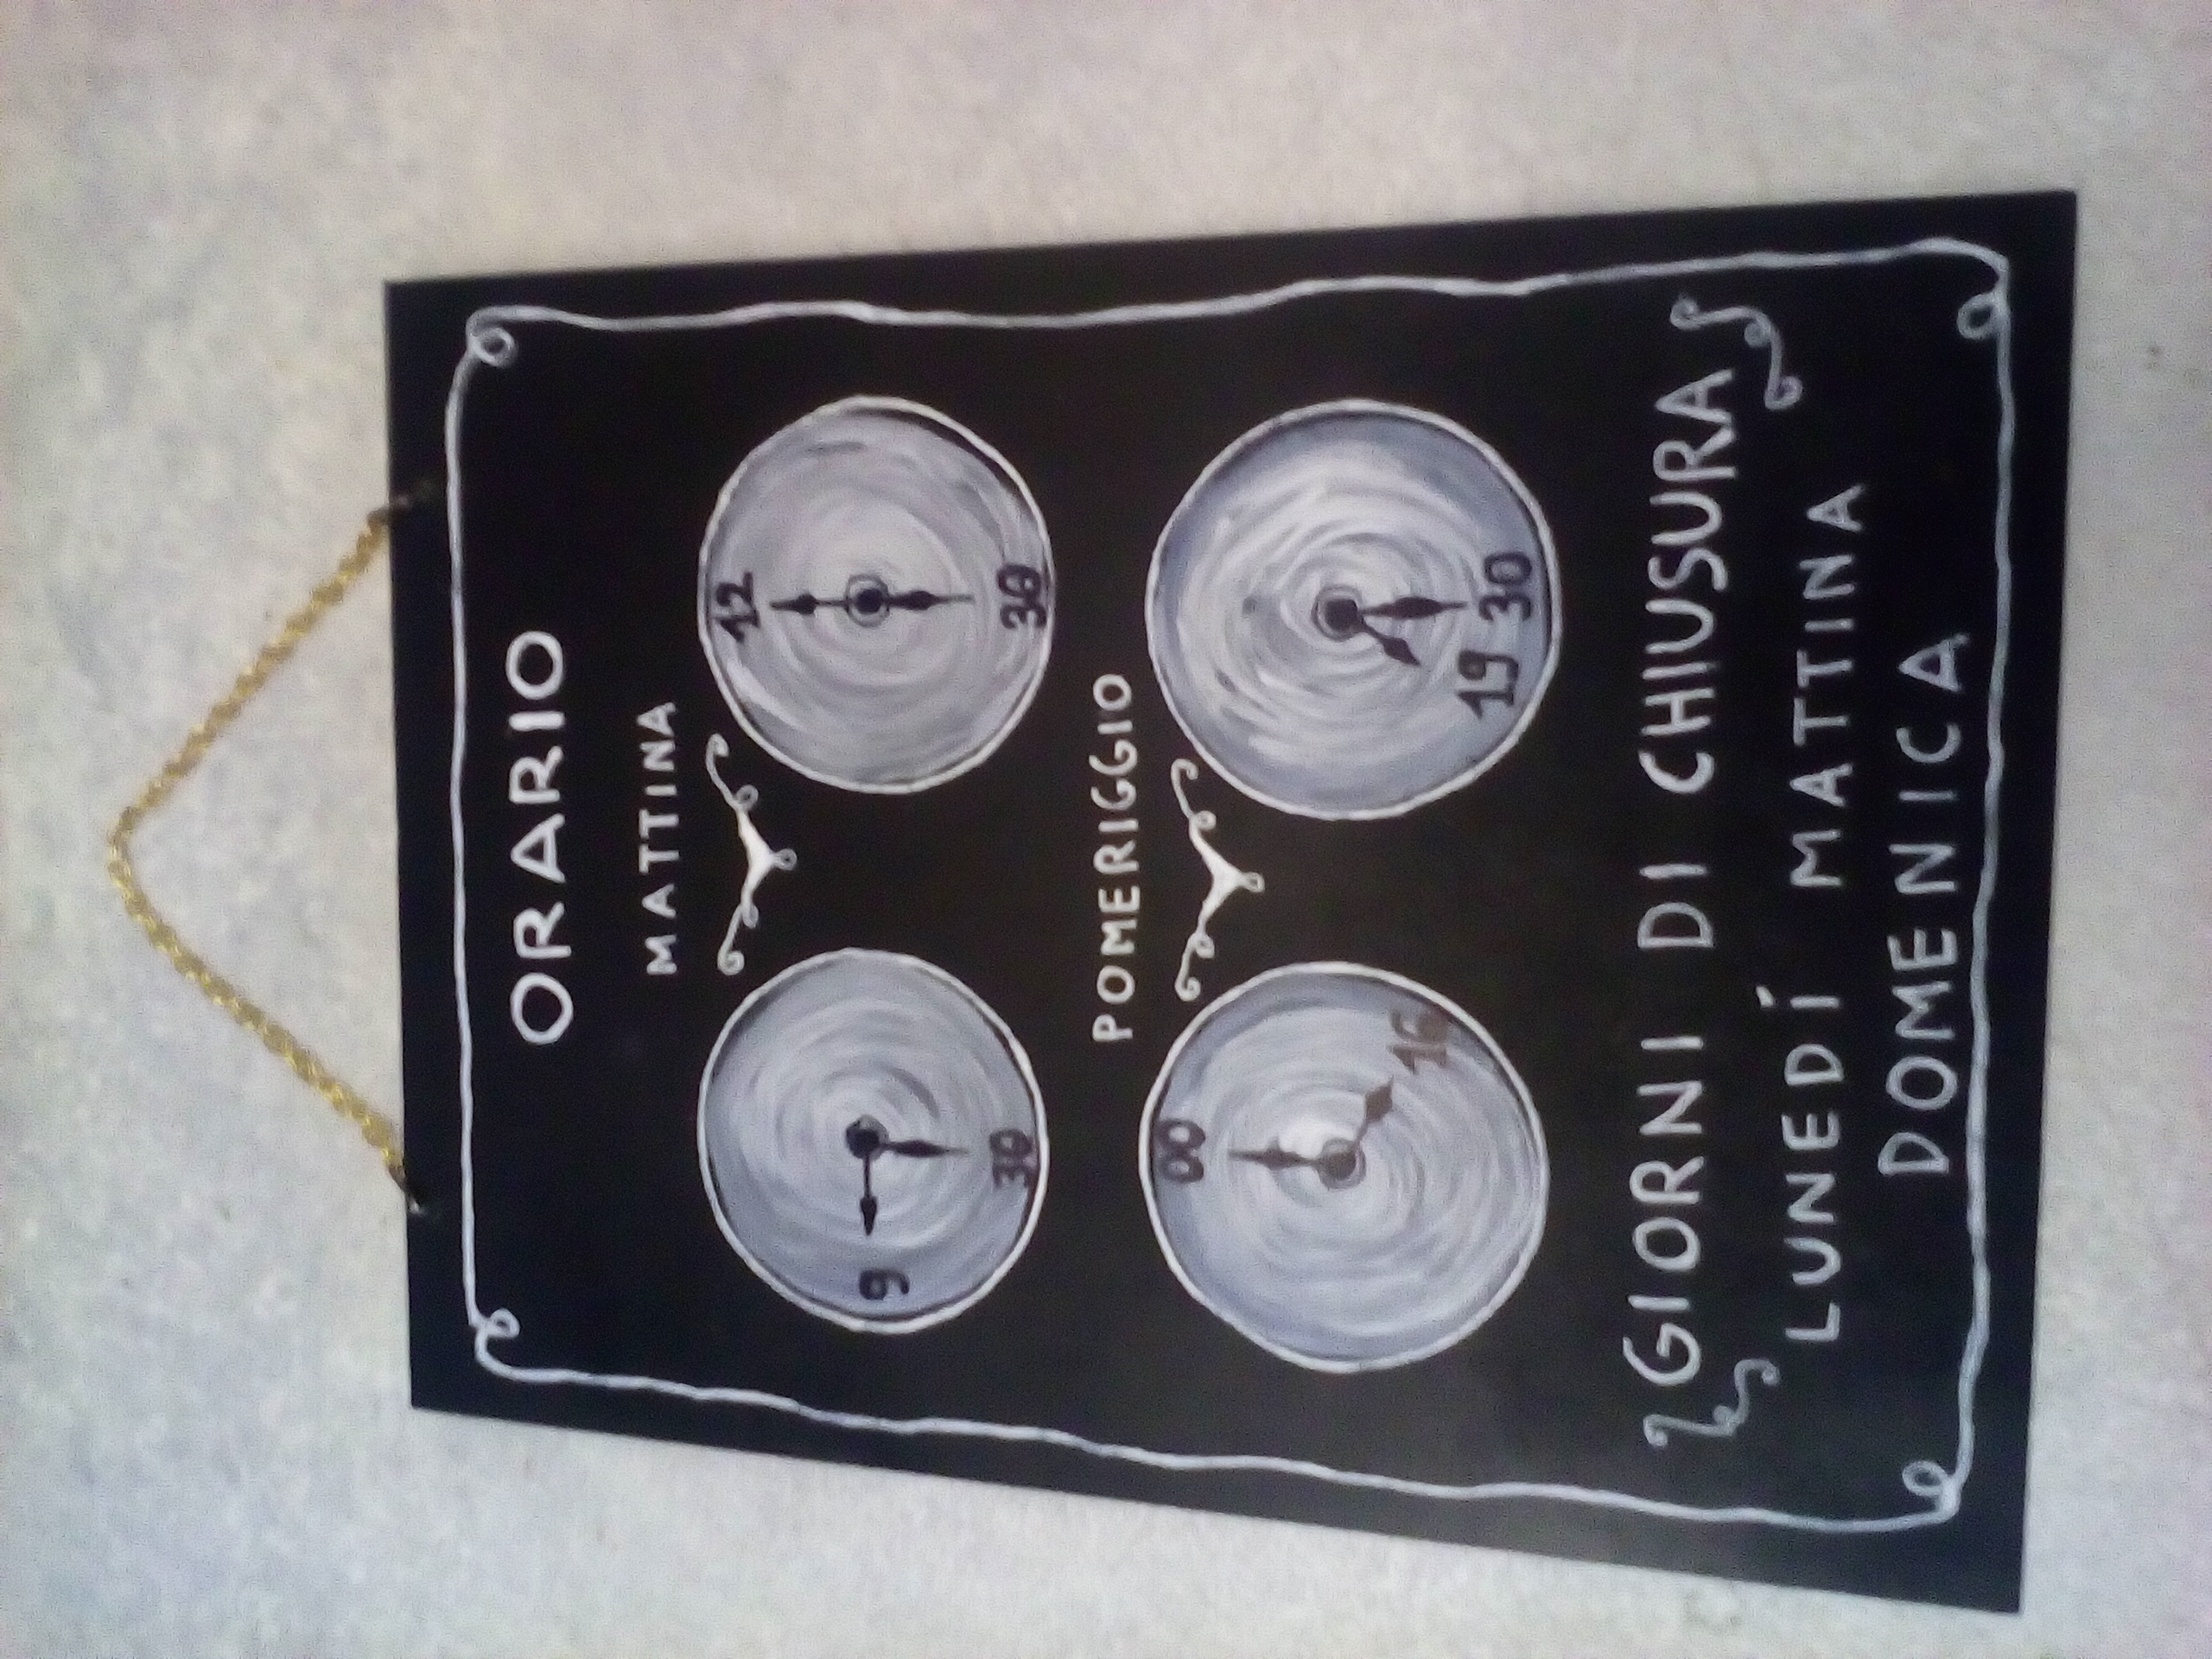 ORARIO
MATTINA
9 30 12 30
POMERIGGIO
16 00 19 30
GIORNI DI CHIUSURA
LUNEDÍ MATTINA
DOMENICA